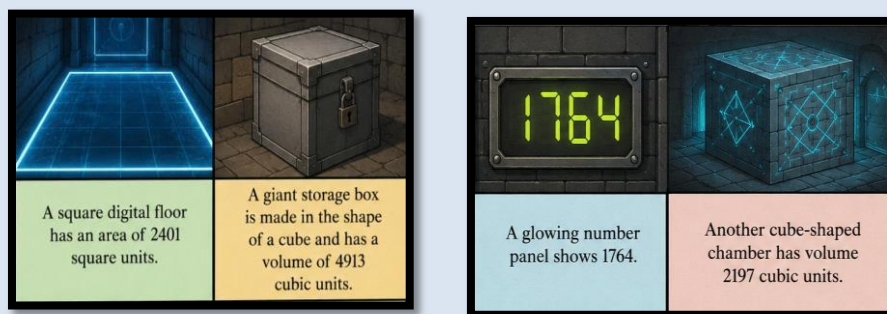 A square digital floor
has an area of 2401
square units.
A giant storage box
is made in the shape
of a cube and has a
volume of 4913
cubic units.
1764
A glowing number
panel shows 1764.
Another cube-shaped
chamber has volume
2197 cubic units.